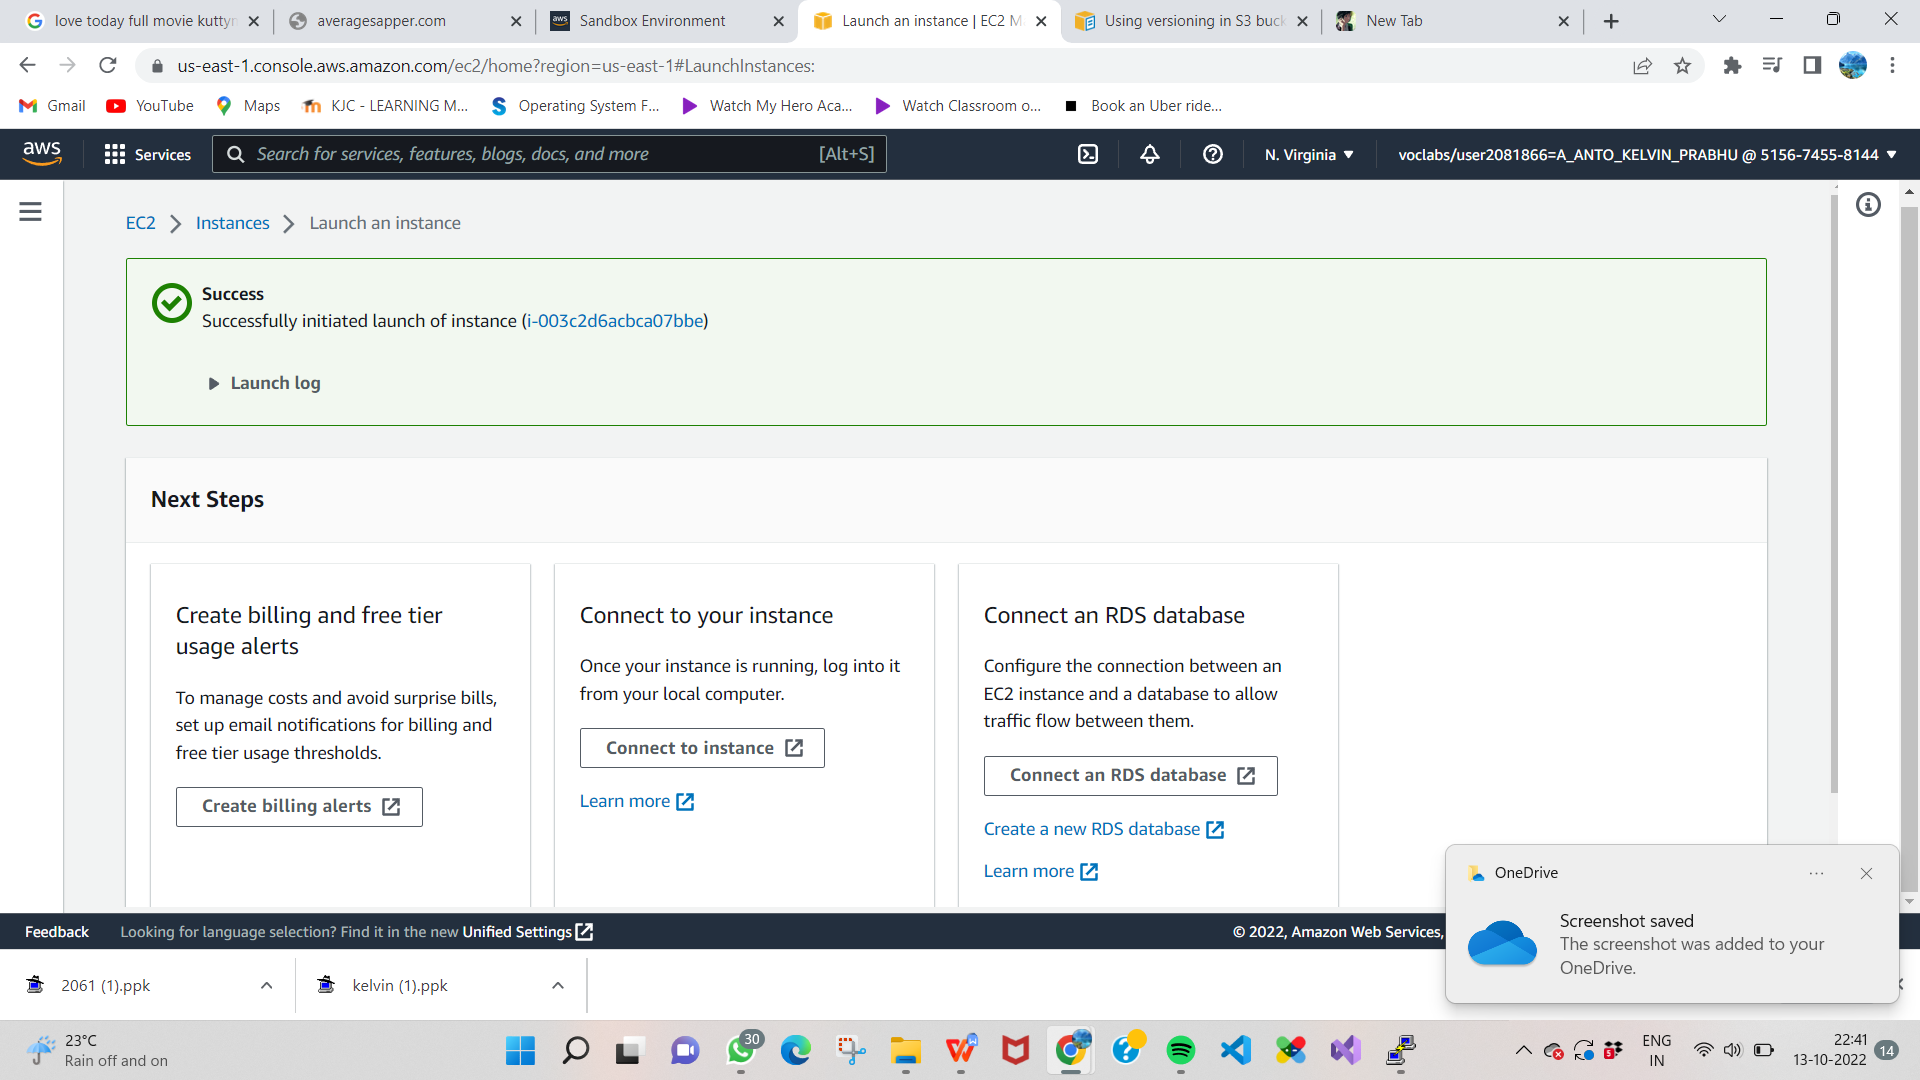 love today full movie kuttyn
averagesapper.com
Sandbox Environment
Launch an instance | EC2 M
Using versioning in S3 buck
New Tab
us-east-1.console.aws.amazon.com/ec2/home?region=us-east-1#LaunchInstances:
Gmail
YouTube
Maps
KJC - LEARNING M...
Operating System F...
Watch My Hero Aca...
Watch Classroom o...
Book an Uber ride...
aws
Services
Search for services, features, blogs, docs, and more
[Alt+S]
N. Virginia
voclabs/user2081866=A_ANTO_KELVIN_PRABHU @ 5156-7455-8144
EC2
Instances
Launch an instance
Success
Successfully initiated launch of instance (i-003c2d6acbca07bbe)
Launch log
Next Steps
Create billing and free tier
usage alerts
To manage costs and avoid surprise bills,
set up email notifications for billing and
free tier usage thresholds.
Create billing alerts
Connect to your instance
Once your instance is running, log into it
from your local computer.
Connect to instance
Learn more
Connect an RDS database
Configure the connection between an
EC2 instance and a database to allow
traffic flow between them.
Connect an RDS database
Create a new RDS database
Learn more
OneDrive
Screenshot saved
The screenshot was added to your
OneDrive.
Feedback
Looking for language selection? Find it in the new Unified Settings
© 2022, Amazon Web Services,
2061 (1).ppk
kelvin (1).ppk
23°C
Rain off and on
30
ENG
IN
22:41
13-10-2022
14